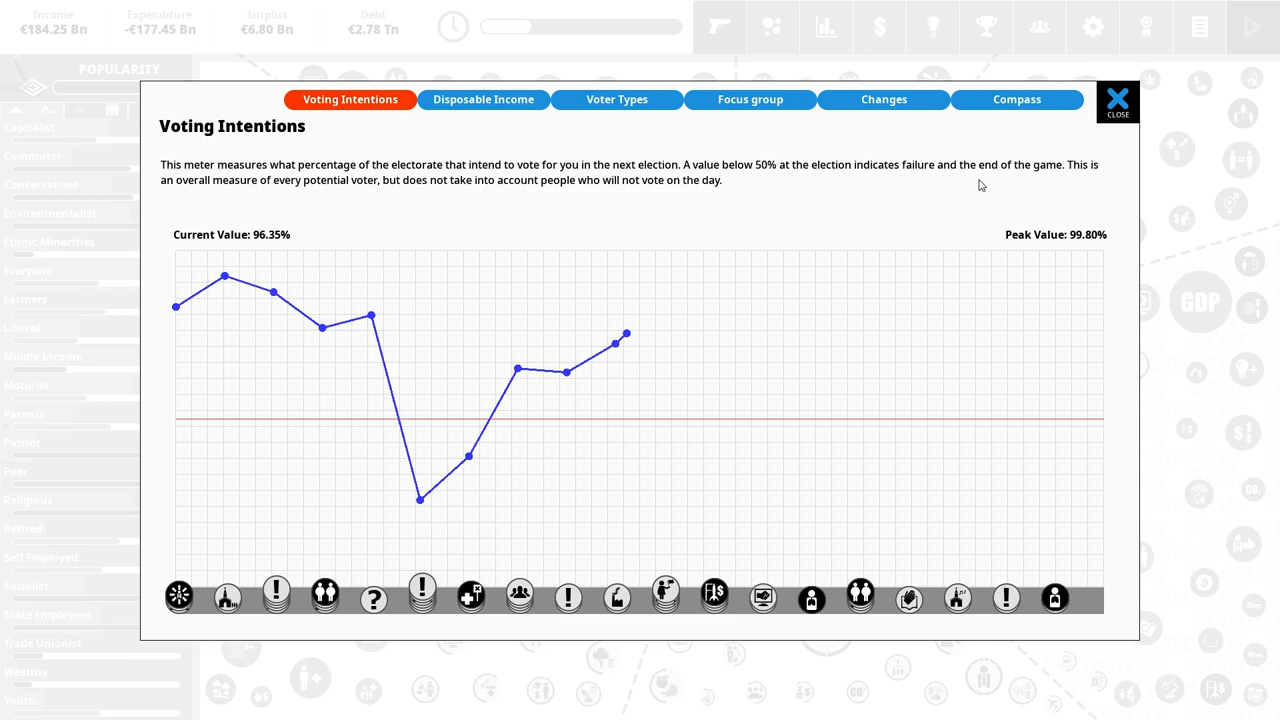 Income
Expenditure
Surplus
Debt
€184.25 Bn
-€177.45 Bn
€6.80 Bn
€2.78 Tn
POPULARITY
Voting Intentions
Disposable Income
Voter Types
Focus group
Changes
Compass
CLOSE
Voting Intentions
This meter measures what percentage of the electorate that intend to vote for you in the next election. A value below 50% at the election indicates failure and the end of the game. This is
an overall measure of every potential voter, but does not take into account people who will not vote on the day.
Current Value: 96.35%
Peak Value: 99.80%
Capitalist
Commuter
Conservatives
Environmentalist
Ethnic Minorities
Everyone
Farmers
Liberal
Middle Income
Motorist
Parents
Patriot
Poor
Religious
Retired
Self Employed
Socialist
State Employees
Trade Unionist
Wealthy
Youth
GDP